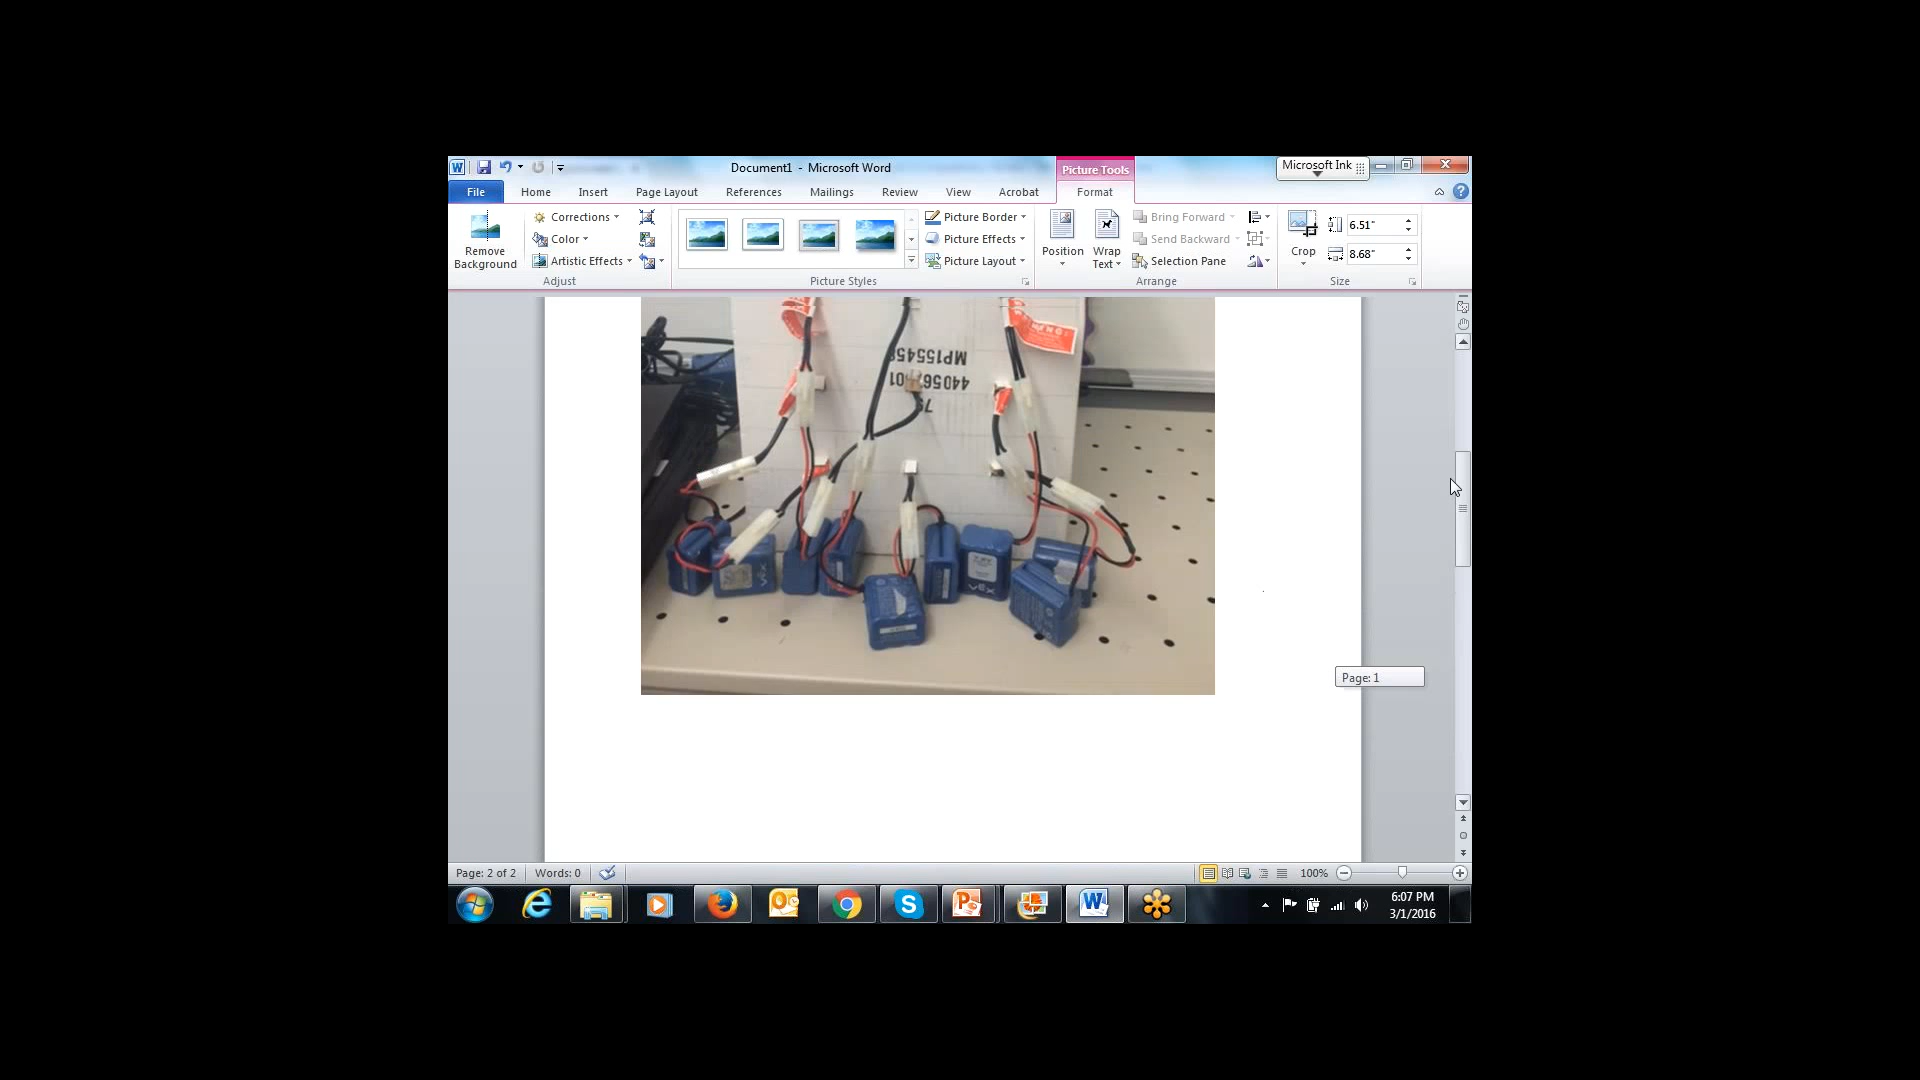 Document1 - Microsoft Word
Picture Tools
Microsoft Ink
File
Home
Insert
Page Layout
References
Mailings
Review
View
Acrobat
Format
Remove
Background
Corrections
Color
Artistic Effects
Adjust
Picture Border
Picture Effects
Picture Layout
Picture Styles
Position
Wrap
Text
Bring Forward
Send Backward
Selection Pane
Arrange
Crop
6.51"
8.68"
Size
MP155458
VEX
VEX
Page: 1
Page: 2 of 2
Words: 0
100%
6:07 PM
3/1/2016